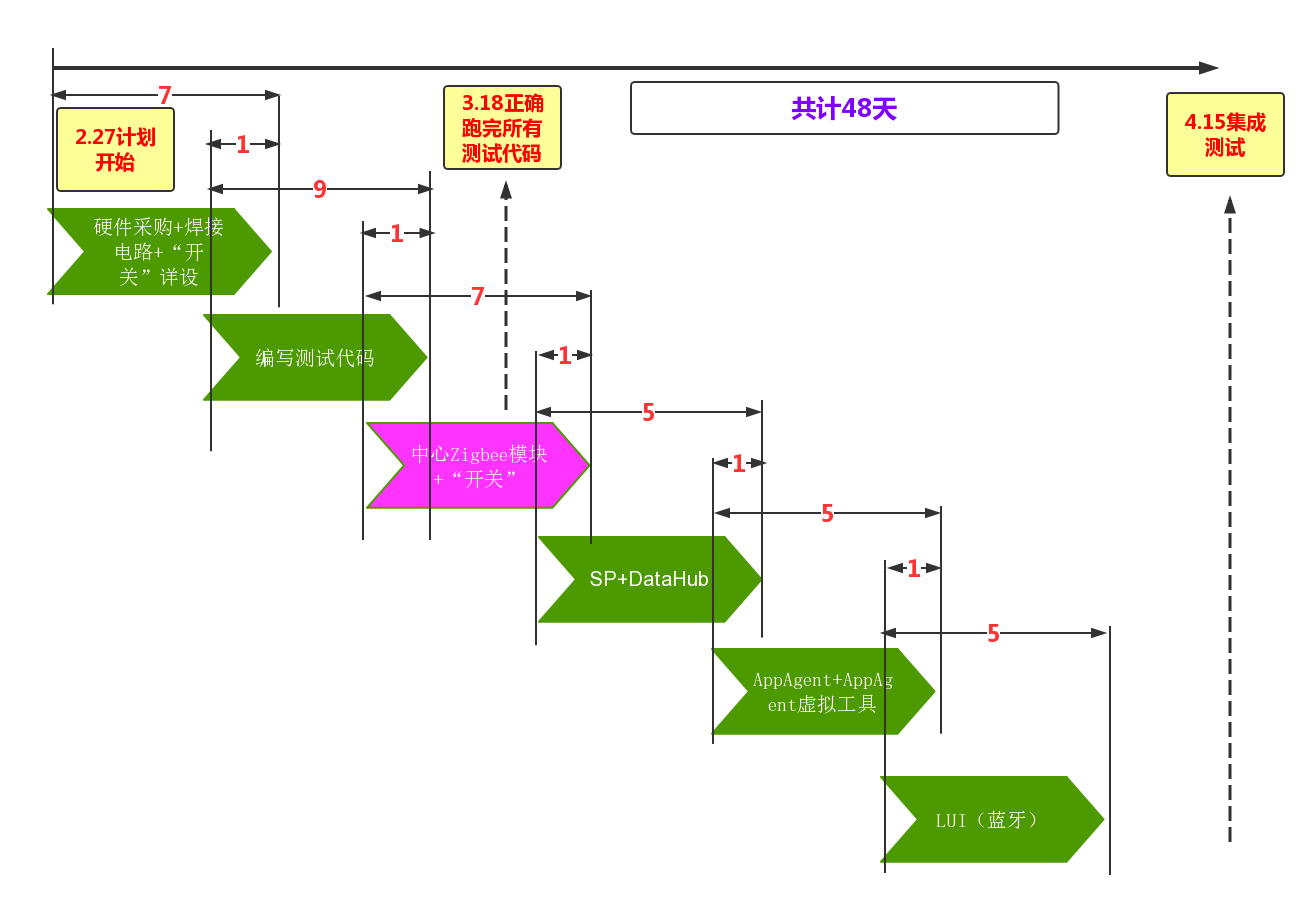 7
2.27计划
开始
1
3.18正确
跑完所有
测试代码
共计48天
4.15集成
测试
9
硬件采购+焊接
电路+“开
关”详设
1
7
编写测试代码
1
5
中心Zigbee模块
+“开关”
1
5
SP+DataHub
1
5
AppAgent+AppAg
ent虚拟工具
LUI（蓝牙）